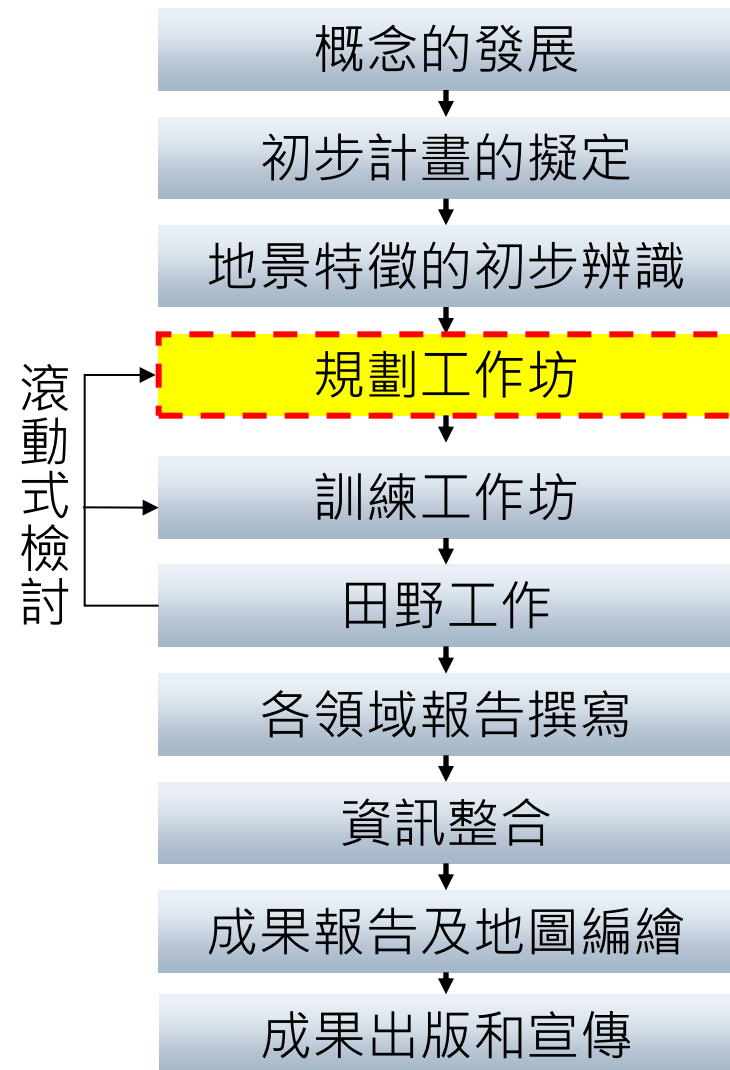 概念的發展
初步計畫的擬定
地景特徵的初步辨識
規劃工作坊
滾動式檢討
訓練工作坊
田野工作
各領域報告撰寫
資訊整合
成果報告及地圖編繪
成果出版和宣傳